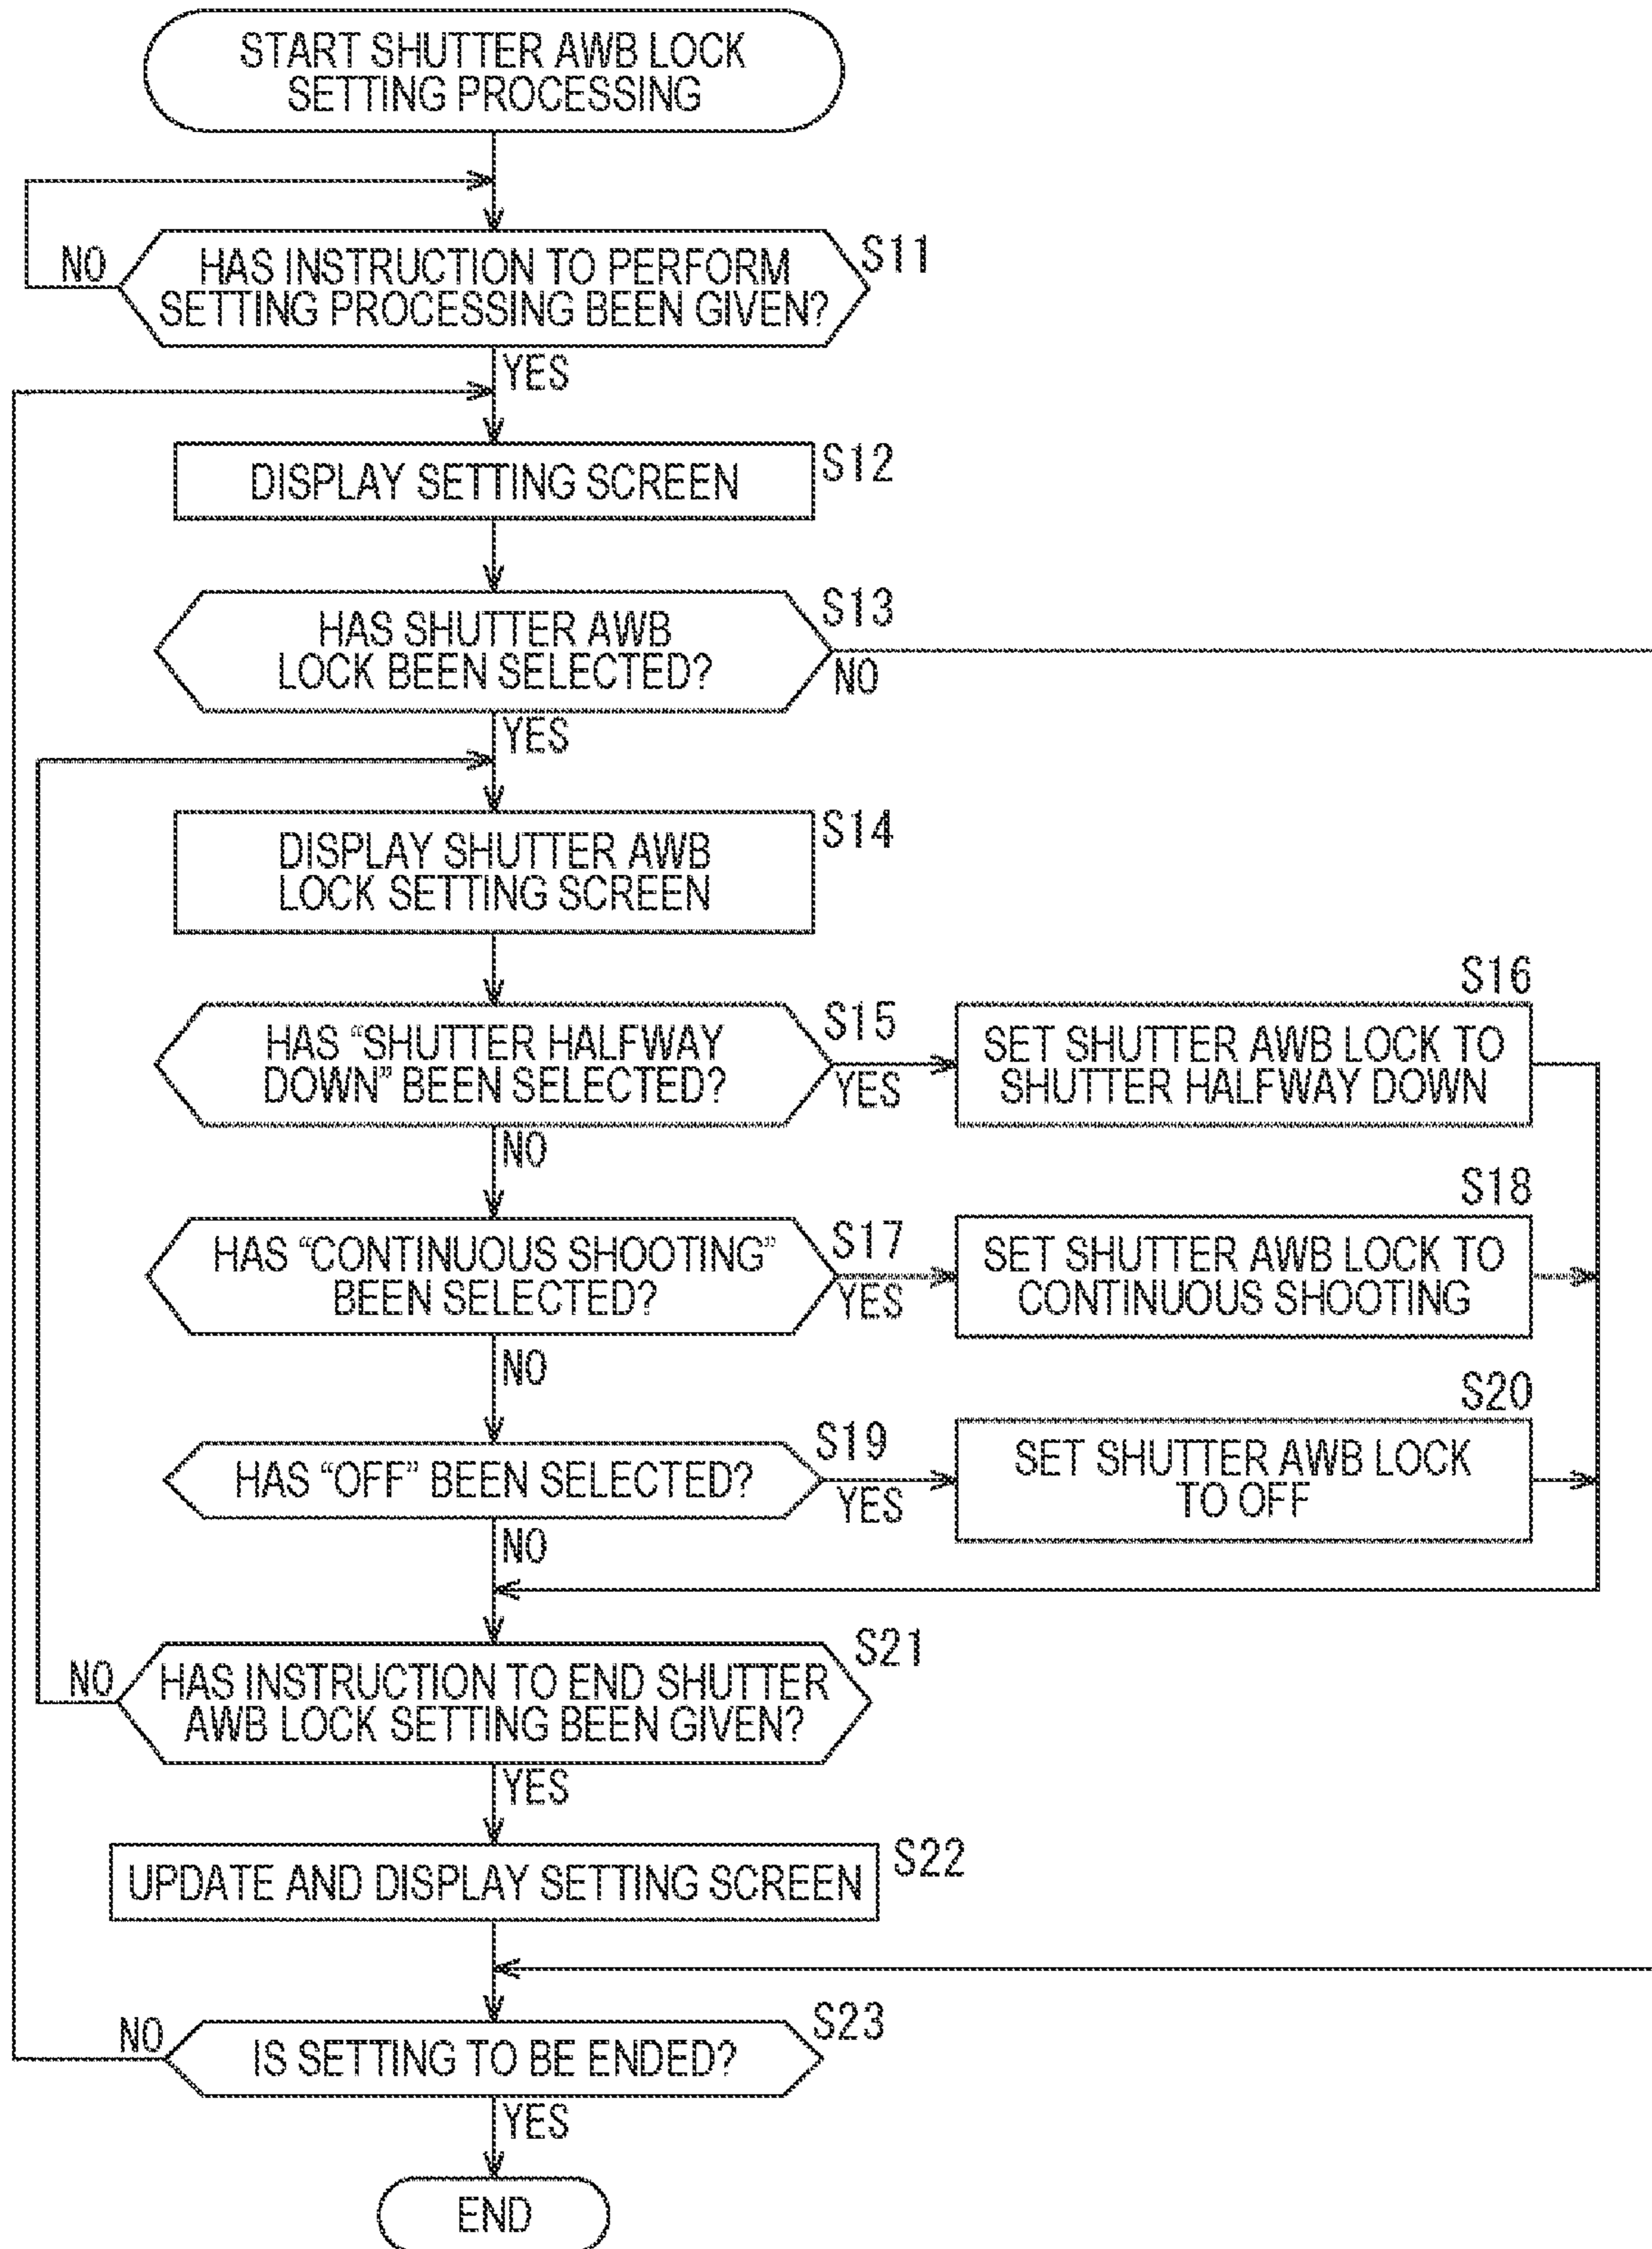 START SHUTTER AWB LOCK
SETTING PROCESSING
NO
HAS INSTRUCTION TO PERFORM
SETTING PROCESSING BEEN GIVEN?
S11
YES
DISPLAY SETTING SCREEN
S12
HAS SHUTTER AWB
LOCK BEEN SELECTED?
S13
NO
YES
DISPLAY SHUTTER AWB
LOCK SETTING SCREEN
S14
HAS “SHUTTER HALFWAY
DOWN” BEEN SELECTED?
S15
YES
S16
SET SHUTTER AWB LOCK TO
SHUTTER HALFWAY DOWN
NO
HAS “CONTINUOUS SHOOTING”
BEEN SELECTED?
S17
YES
S18
SET SHUTTER AWB LOCK TO
CONTINUOUS SHOOTING
NO
HAS “OFF” BEEN SELECTED?
S19
YES
S20
SET SHUTTER AWB LOCK
TO OFF
NO
NO
HAS INSTRUCTION TO END SHUTTER
AWB LOCK SETTING BEEN GIVEN?
S21
YES
UPDATE AND DISPLAY SETTING SCREEN
S22
NO
IS SETTING TO BE ENDED?
S23
YES
END